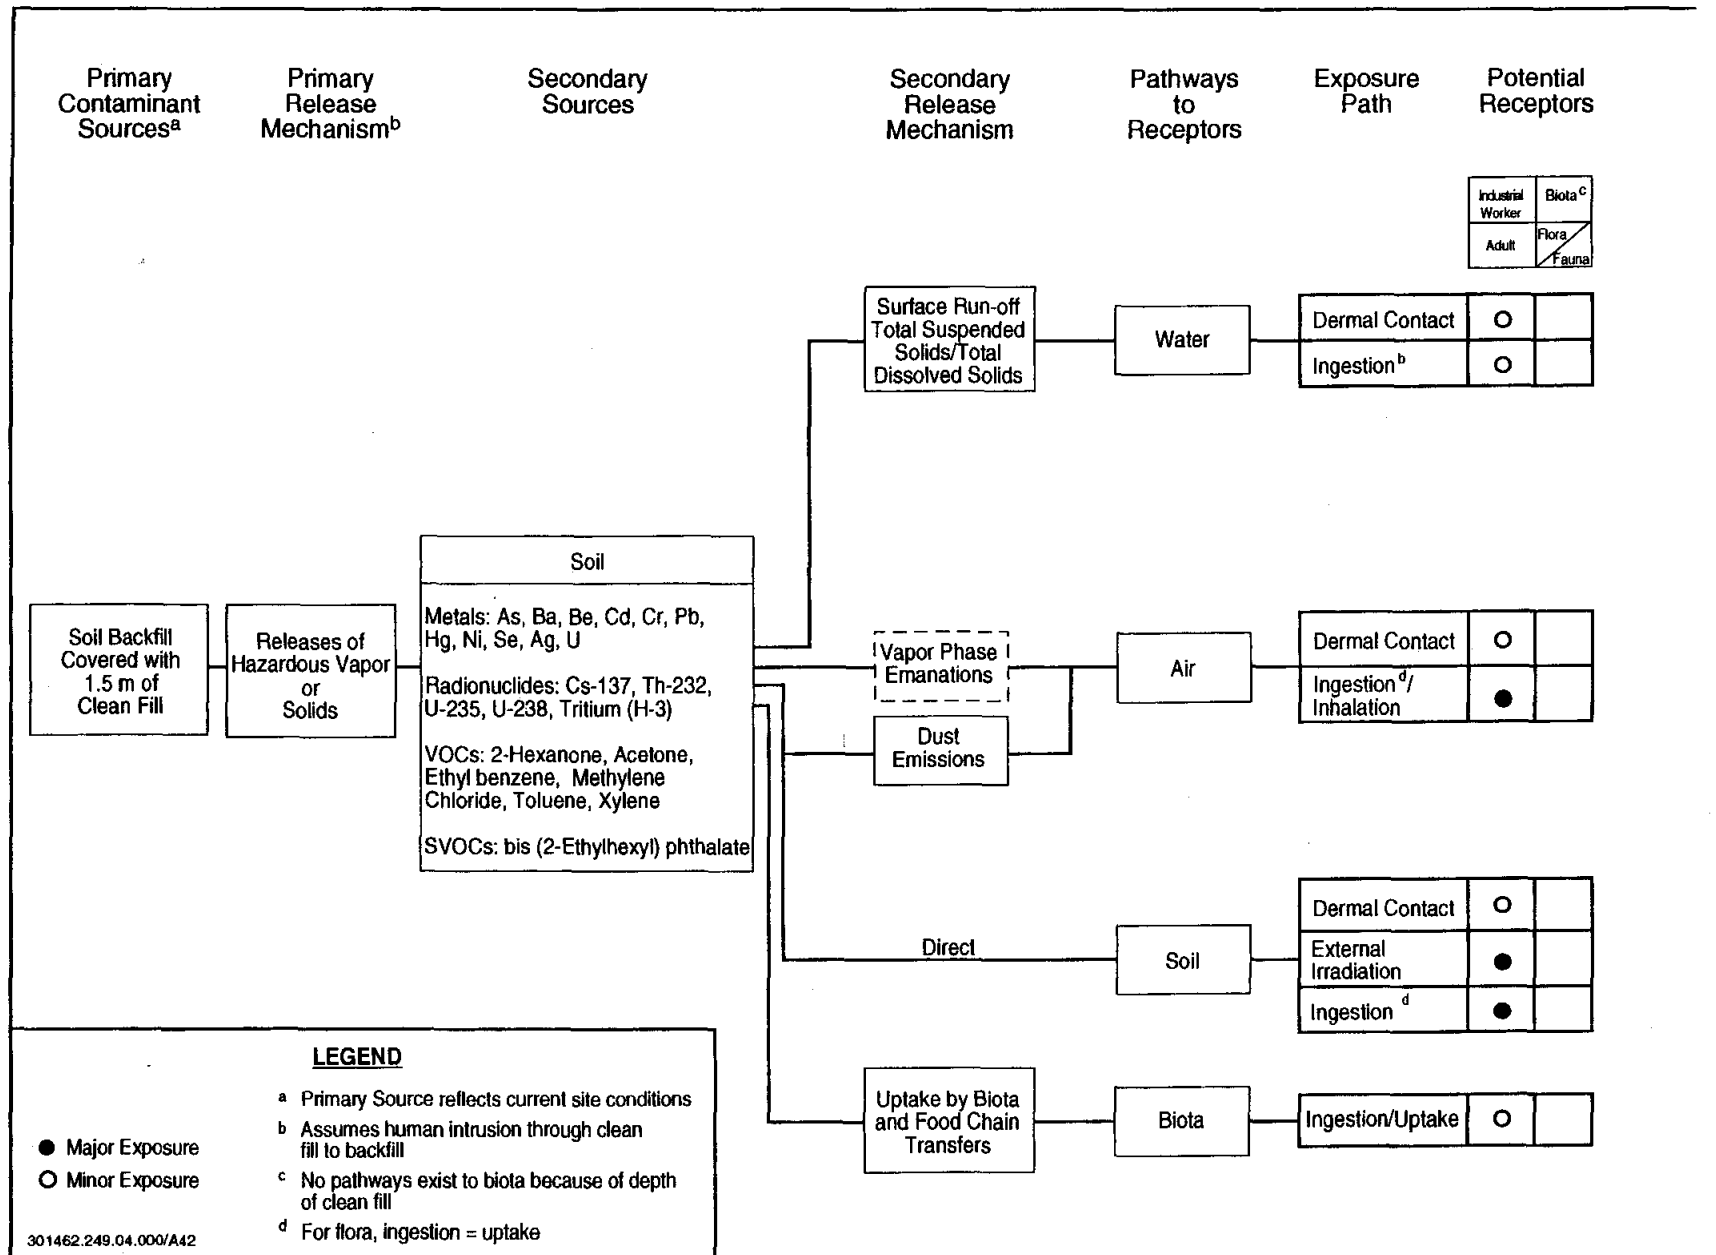 Primary
Contaminant
Sourcesᵃ
Primary
Release
Mechanismᵇ
Secondary
Sources
Secondary
Release
Mechanism
Pathways
to
Receptors
Exposure
Path
Potential
Receptors
Industrial
Worker
Biota ᶜ
Adult
Flora
Fauna
Surface Run-off
Total Suspended
Solids/Total
Dissolved Solids
Water
Dermal Contact
Ingestion ᵇ
Soil Backfill
Covered with
1.5 m of
Clean Fill
Releases of
Hazardous Vapor
or
Solids
Soil
Metals: As, Ba, Be, Cd, Cr, Pb,
Hg, Ni, Se, Ag, U
Radionuclides: Cs-137, Th-232,
U-235, U-238, Tritium (H-3)
VOCs: 2-Hexanone, Acetone,
Ethyl benzene, Methylene
Chloride, Toluene, Xylene
SVOCs: bis (2-Ethylhexyl) phthalate
Vapor Phase
Emanations
Dust
Emissions
Air
Dermal Contact
Ingestion ᵈ/
Inhalation
Direct
Soil
Dermal Contact
External
Irradiation
Ingestion ᵈ
Uptake by Biota
and Food Chain
Transfers
Biota
Ingestion/Uptake
LEGEND
Major Exposure
Minor Exposure
ᵃ Primary Source reflects current site conditions
ᵇ Assumes human intrusion through clean
fill to backfill
ᶜ No pathways exist to biota because of depth
of clean fill
ᵈ For flora, ingestion = uptake
301462.249.04.000/A42